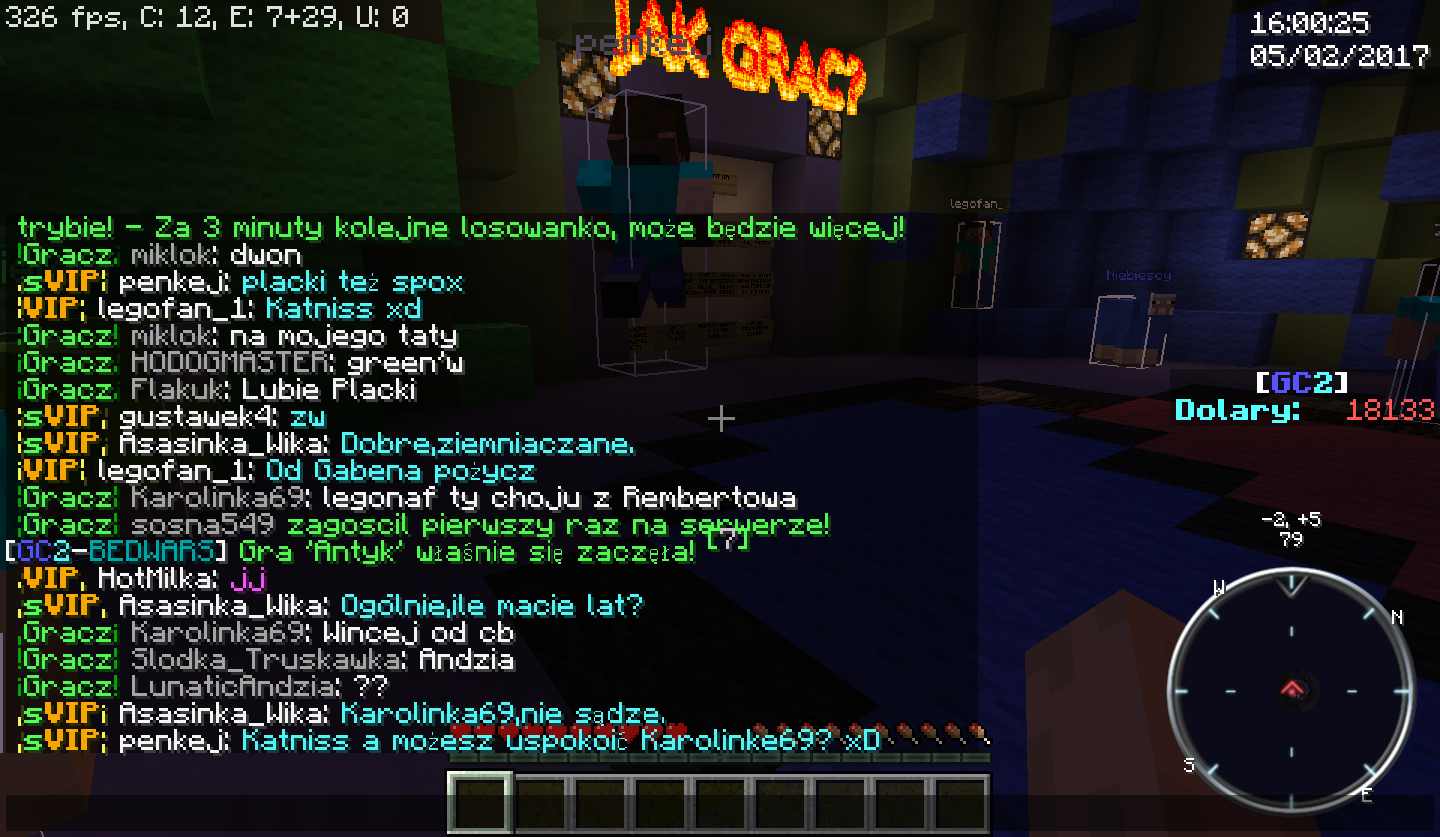 326 fps, C: 12, E: 7+29, U: 0
16:00:25
05/02/2017
penkej
JAK GRAC?
legofan_
Niebiescy
trybie! - Za 3 minuty kolejne losowanko, może będzie więcej!
Gracz miklok: dwon
sVIP penkej: placki też spox
VIP legofan_1: Katniss xd
Gracz miklok: na mojego taty
Gracz HODOGMASTER: green'w
Gracz Flakuk: Lubie Placki
sVIP gustawek4: zw
sVIP Asasinka_Wika: Dobre,ziemniaczane.
VIP legofan_1: Od Gabena pożycz
Gracz Karolinka69: legonaf ty choju z Rembertowa
Gracz sosna549 zagoscil pierwszy raz na serwerze!
[7]
[GC2-BEDWARS] Gra 'Antyk' właśnie się zaczęła!
VIP HotMilka: jj
sVIP Asasinka_Wika: Ogólnie,ile macie lat?
Gracz Karolinka69: Wincej od cb
Gracz Slodka_Truskawka: Andzia
Gracz LunaticAndzia: ??
sVIP Asasinka_Wika: Karolinka69,nie sądze.
sVIP penkej: Katniss a możesz uspokoić Karolinke69? xD
[GC2]
Dolary: 18133
-2, +5
79
W
N
S
E